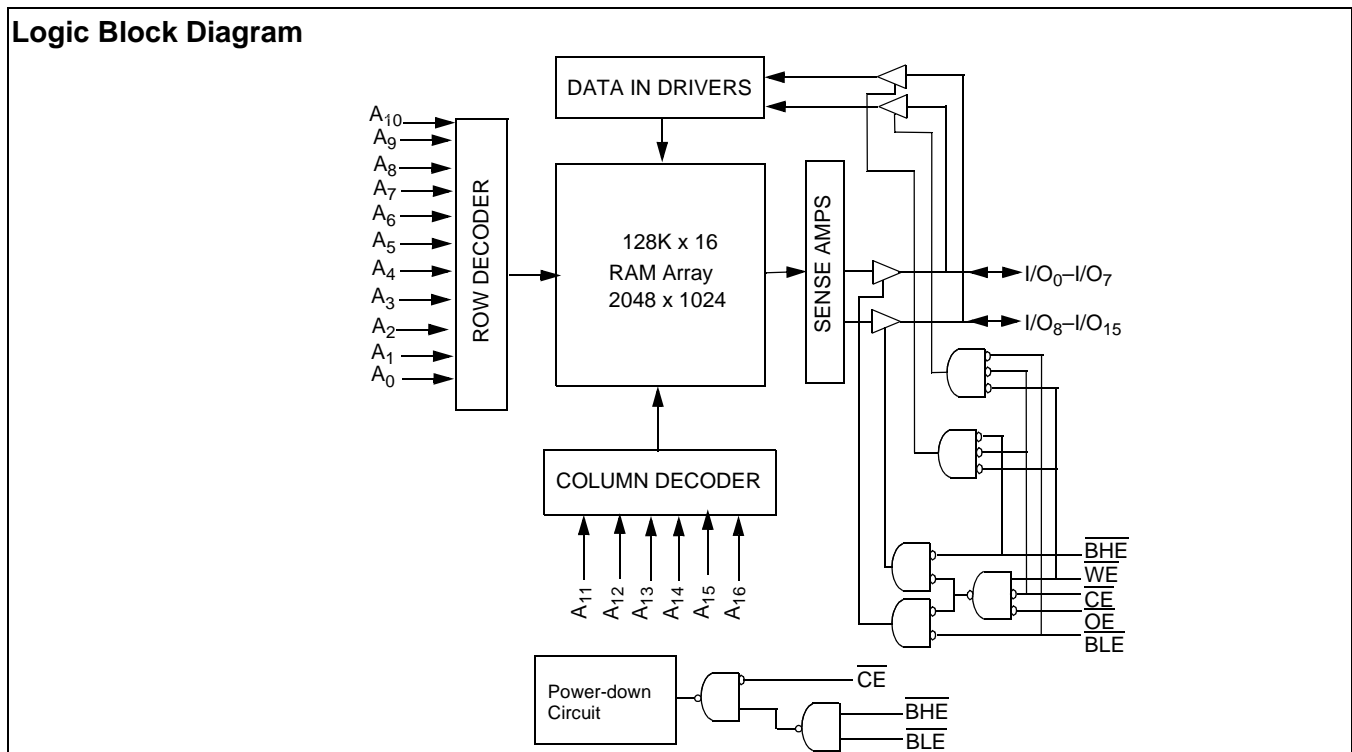 Logic Block Diagram
DATA IN DRIVERS
A10
A9
A8
A7
A6
A5
A4
A3
A2
A1
A0
ROW DECODER
128K x 16
RAM Array
2048 x 1024
SENSE AMPS
I/O0–I/O7
I/O8–I/O15
COLUMN DECODER
A11
A12
A13
A14
A15
A16
BHE
WE
CE
OE
BLE
Power-down
Circuit
CE
BHE
BLE